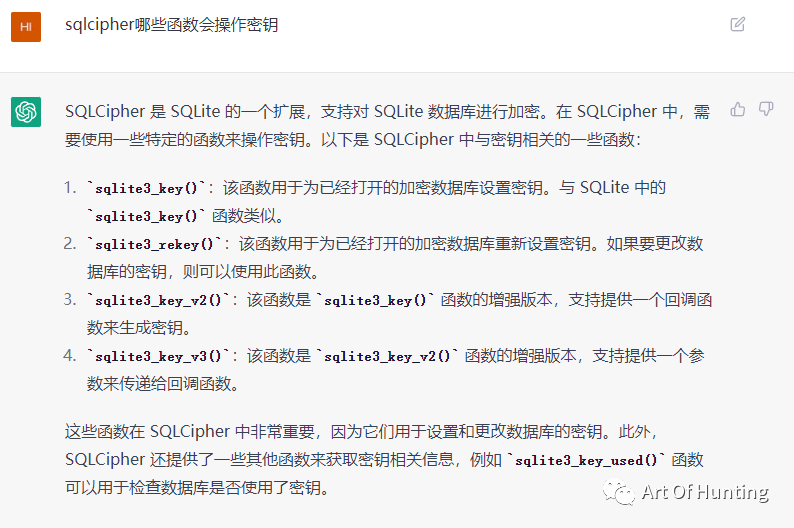 HI
sqlcipher哪些函数会操作密钥
SQLCipher 是 SQLite 的一个扩展，支持对 SQLite 数据库进行加密。在 SQLCipher 中，需
要使用一些特定的函数来操作密钥。以下是 SQLCipher 中与密钥相关的一些函数：
1. `sqlite3_key()`：该函数用于为已经打开的加密数据库设置密钥。与 SQLite 中的
`sqlite3_key()` 函数类似。
2. `sqlite3_rekey()`：该函数用于为已经打开的加密数据库重新设置密钥。如果要更改数
据库的密钥，则可以使用此函数。
3. `sqlite3_key_v2()`：该函数是 `sqlite3_key()` 函数的增强版本，支持提供一个回调函
数来生成密钥。
4. `sqlite3_key_v3()`：该函数是 `sqlite3_key_v2()` 函数的增强版本，支持提供一个参
数来传递给回调函数。
这些函数在 SQLCipher 中非常重要，因为它们用于设置和更改数据库的密钥。此外，
SQLCipher 还提供了一些其他函数来获取密钥相关信息，例如 `sqlite3_key_used()` 函数
可以用于检查数据库是否使用了密钥。
Art Of Hunting